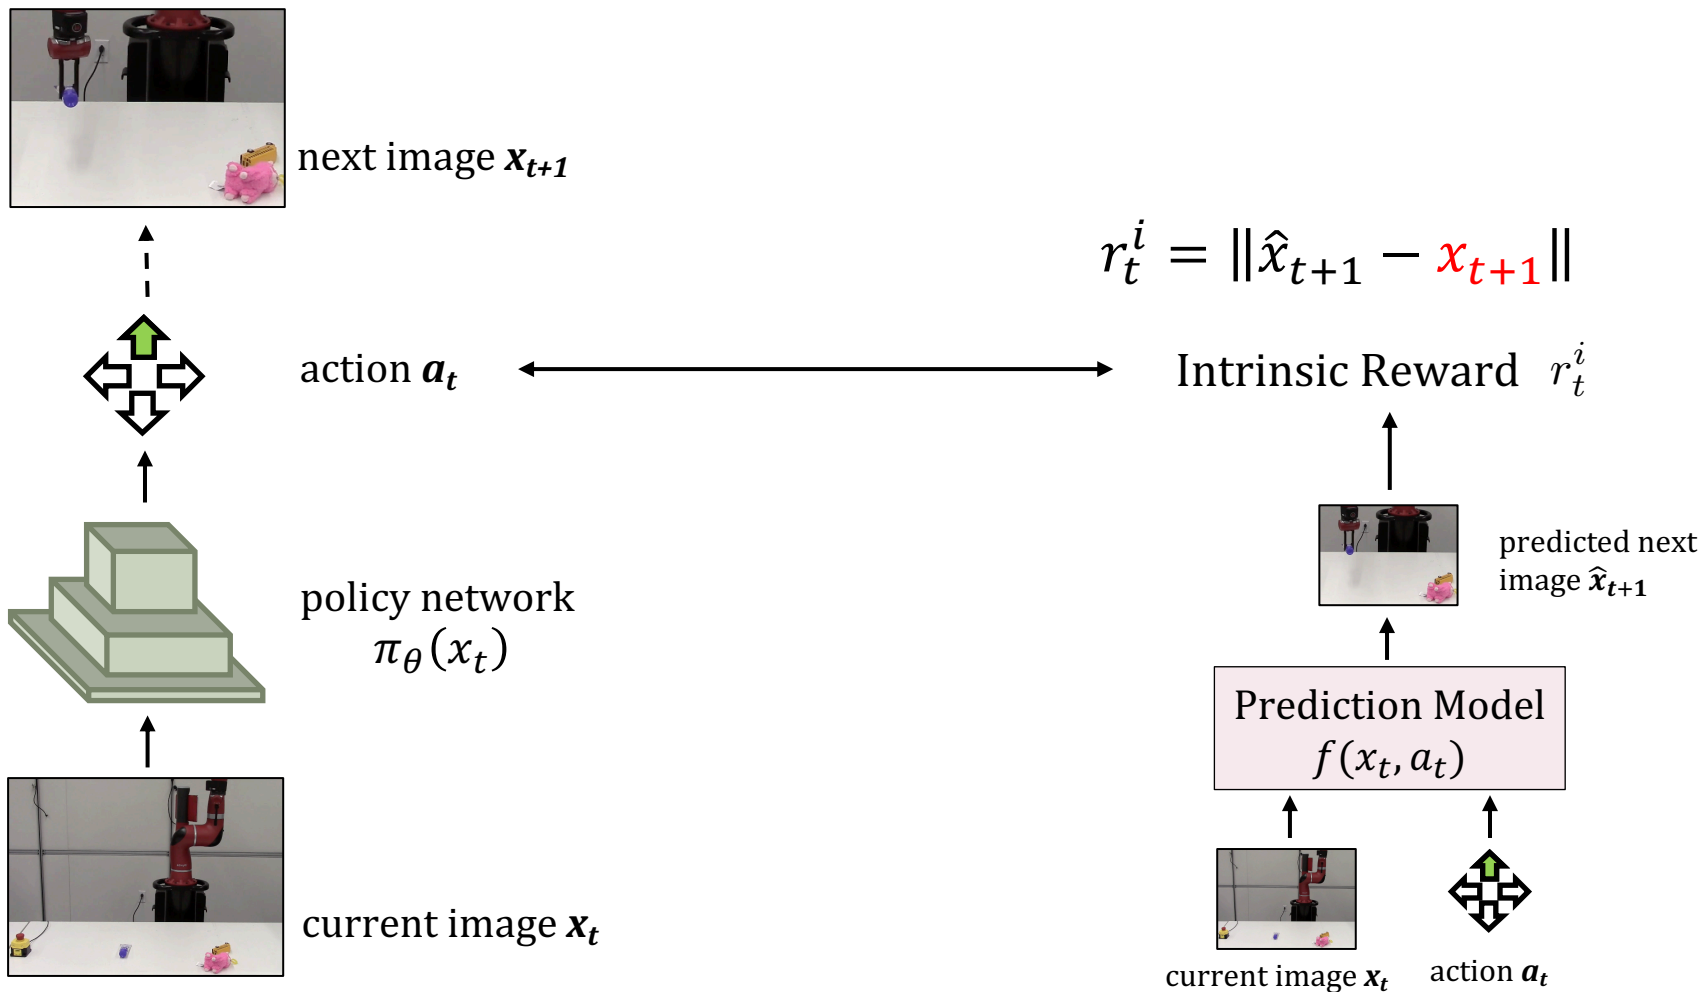 next image x_{t+1}
r_t^i = ‖x̂_{t+1} − x_{t+1}‖
action a_t
Intrinsic Reward r_t^i
policy network
π_θ(x_t)
predicted next
image x̂_{t+1}
Prediction Model
f(x_t, a_t)
current image x_t
current image x_t
action a_t